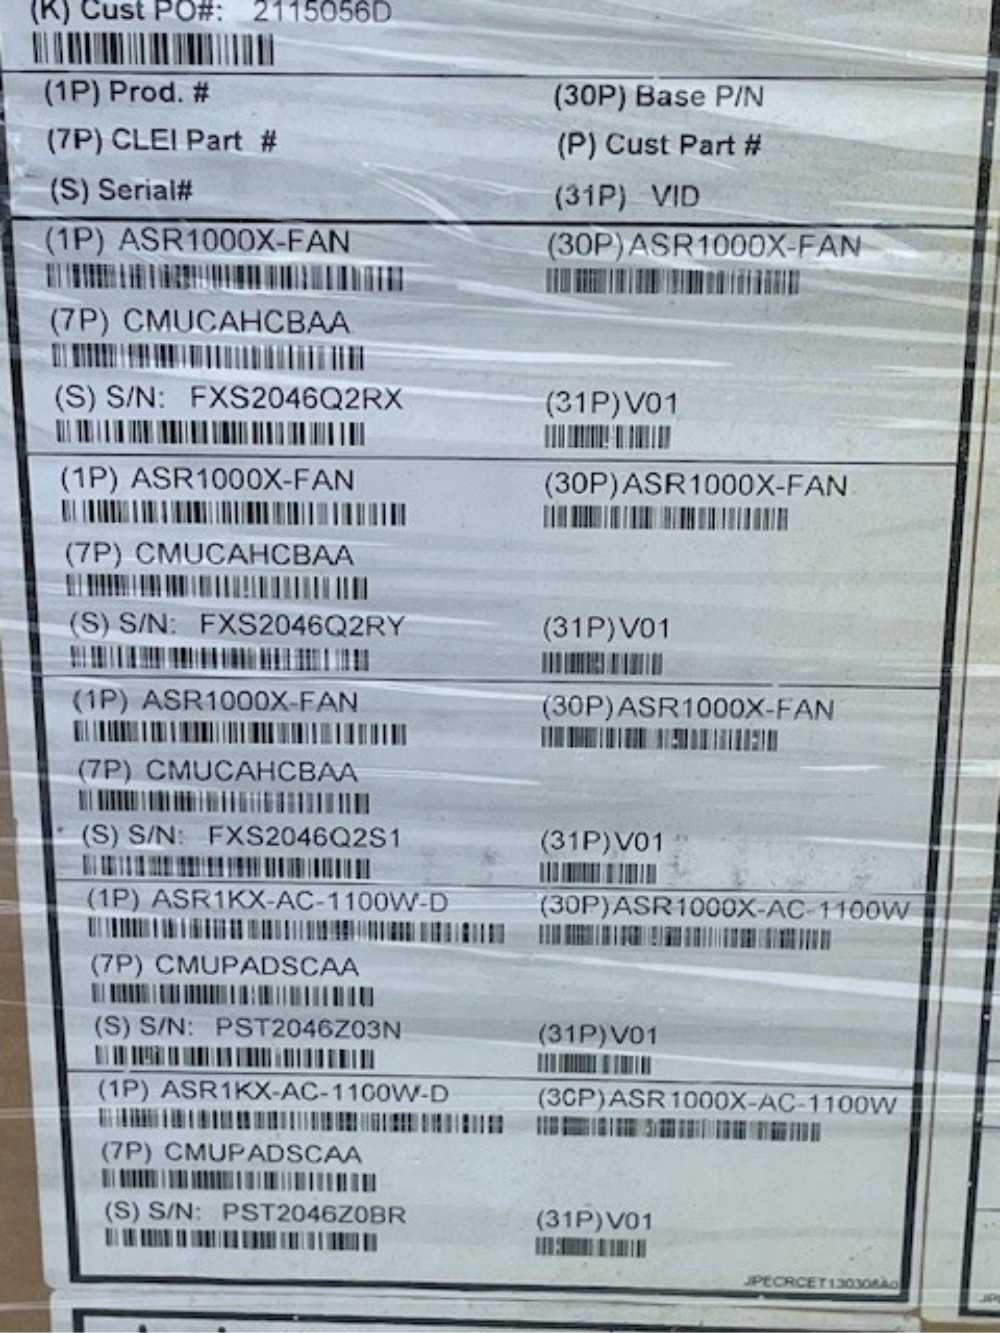 (K) Cust PO#: 2115056D
(1P) Prod. # (30P) Base P/N
(7P) CLEI Part # (P) Cust Part #
(S) Serial# (31P) VID
(1P) ASR1000X-FAN (30P)ASR1000X-FAN
(7P) CMUCAHCBAA
(S) S/N: FXS2046Q2RX (31P)V01
(1P) ASR1000X-FAN (30P)ASR1000X-FAN
(7P) CMUCAHCBAA
(S) S/N: FXS2046Q2RY (31P)V01
(1P) ASR1000X-FAN (30P)ASR1000X-FAN
(7P) CMUCAHCBAA
(S) S/N: FXS2046Q2S1 (31P)V01
(1P) ASR1KX-AC-1100W-D (30P)ASR1000X-AC-1100W
(7P) CMUPADSCAA
(S) S/N: PST2046Z03N (31P)V01
(1P) ASR1KX-AC-1100W-D (30P)ASR1000X-AC-1100W
(7P) CMUPADSCAA
(S) S/N: PST2046Z0BR (31P)V01